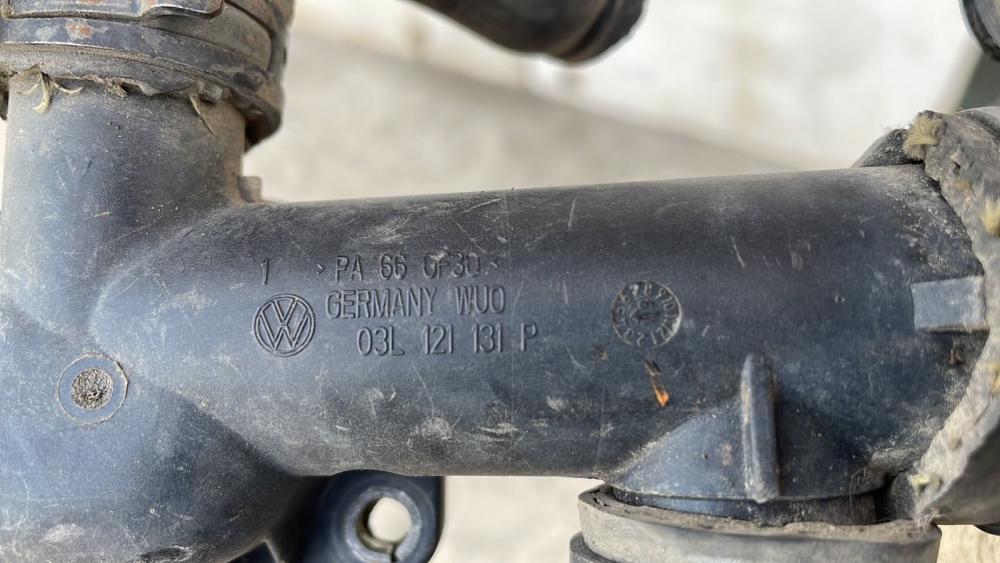 1 >PA 66 GF30<
GERMANY WUO
03L 121 131 P